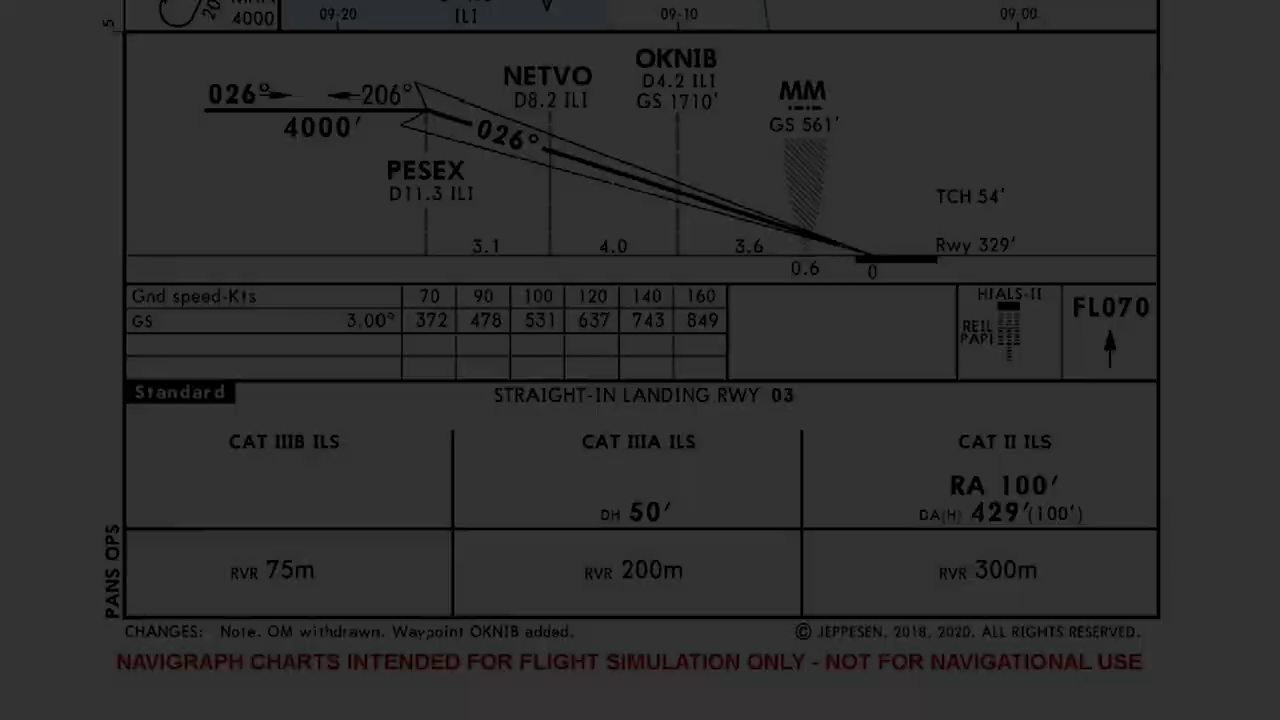 4000
09-20
ILI
09-10
09-00
5
OKNIB
D4.2 ILI
GS 1710'
NETVO
D8.2 ILI
MM
GS 561'
026°
206°
4000'
026°
PESEX
D11.3 ILI
TCH 54'
3.1
4.0
3.6
Rwy 329'
0.6
0
Gnd speed-Kts 70 90 100 120 140 160
GS 3.00° 372 478 531 637 743 849
HIALS-II
REIL
PAPI
FL070
Standard
STRAIGHT-IN LANDING RWY 03
CAT IIIB ILS
CAT IIIA ILS
CAT II ILS
RA 100'
DH 50'
DA(H) 429'(100')
RVR 75m
RVR 200m
RVR 300m
PANS OPS
CHANGES: Note. OM withdrawn. Waypoint OKNIB added.
© JEPPESEN, 2018, 2020. ALL RIGHTS RESERVED.
NAVIGRAPH CHARTS INTENDED FOR FLIGHT SIMULATION ONLY - NOT FOR NAVIGATIONAL USE